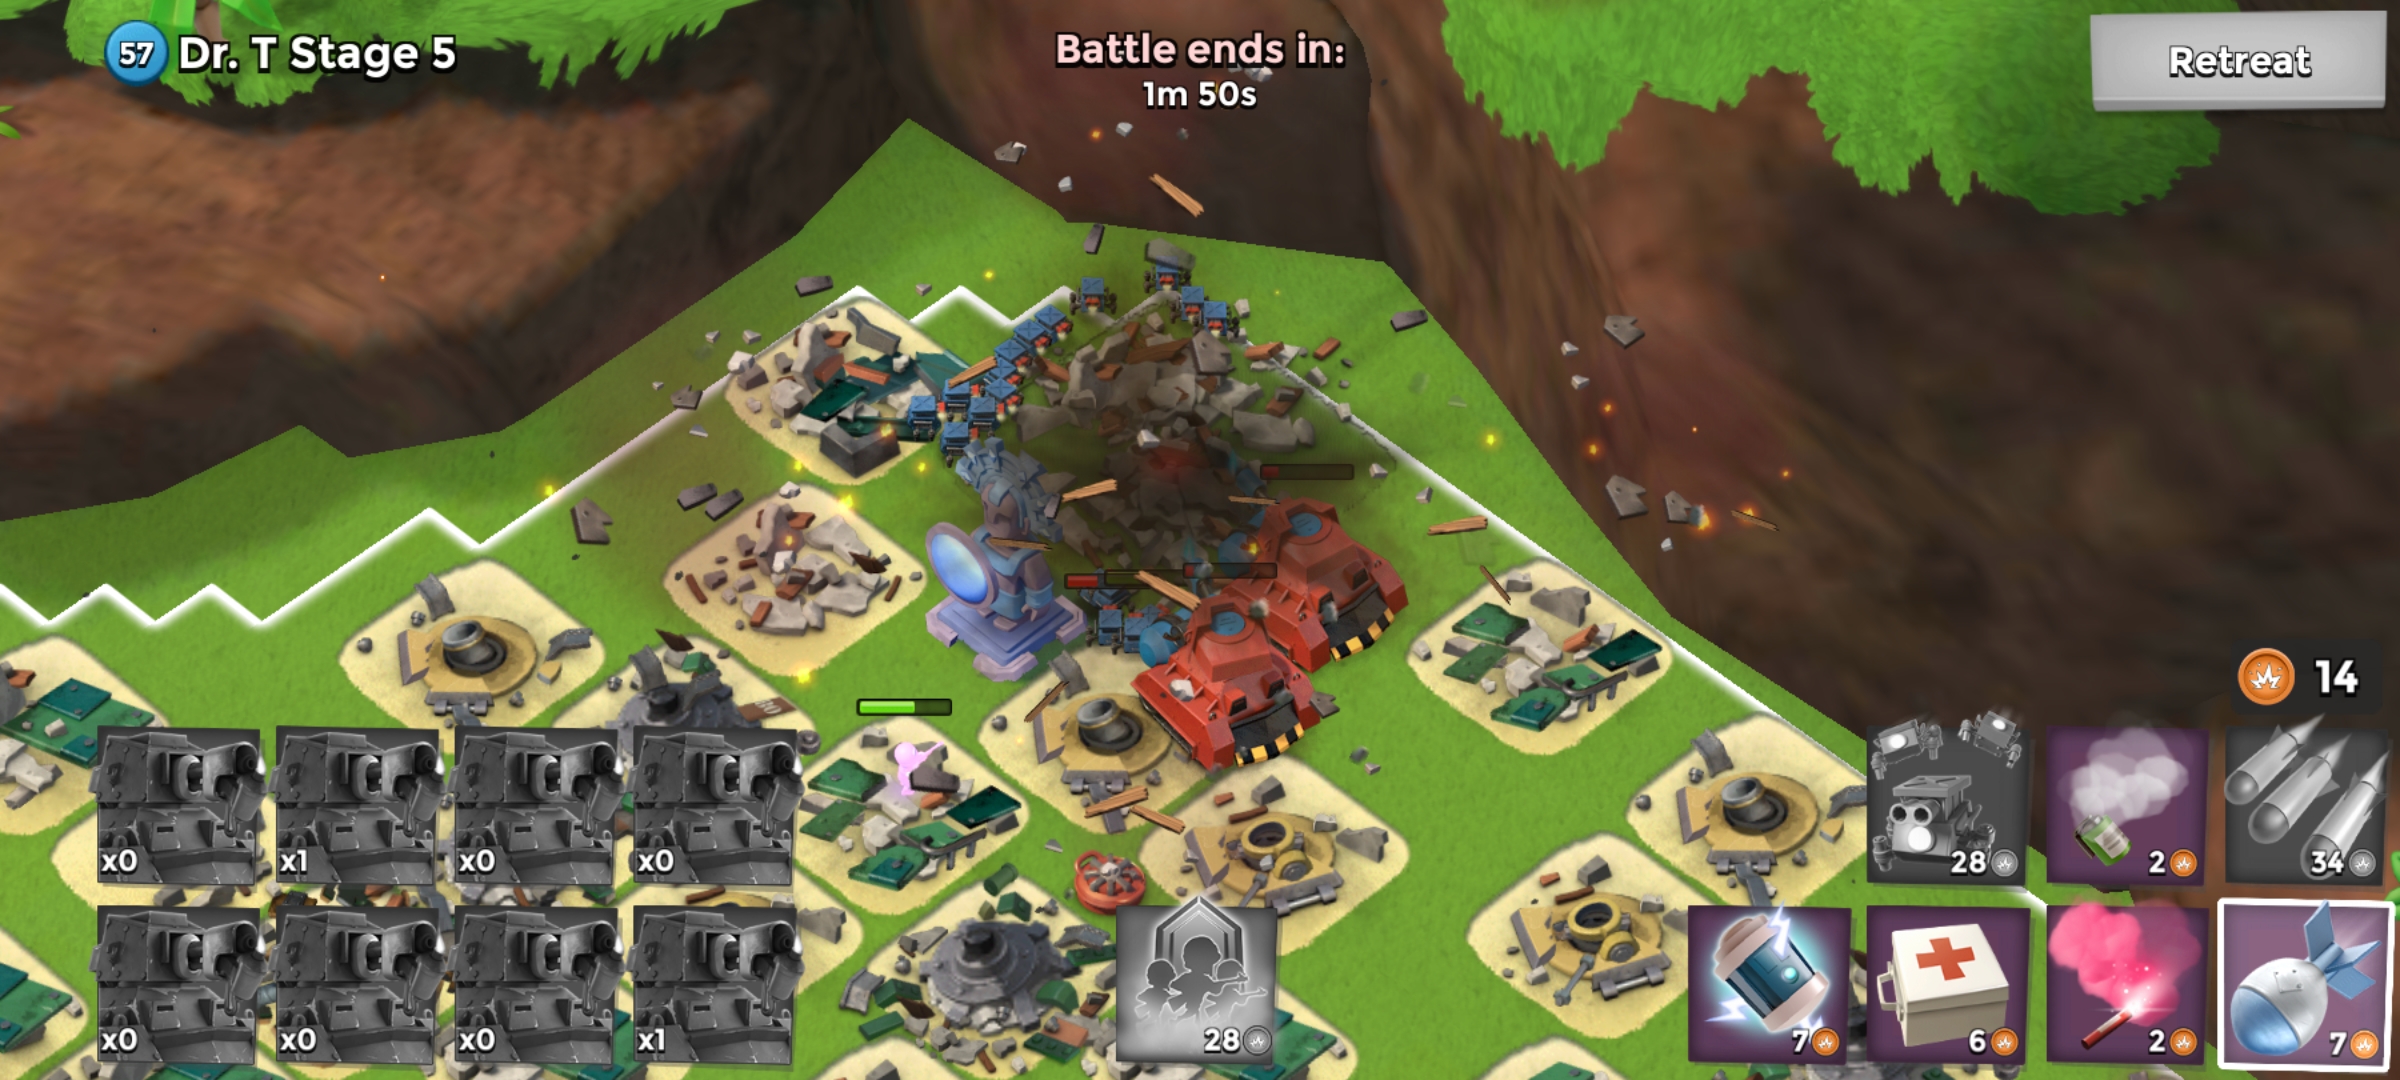 57 Dr. T Stage 5
Battle ends in:
1m 50s
Retreat
14
x0
x1
x0
x0
28
2
34
x0
x0
x0
x1
28
7
6
2
7